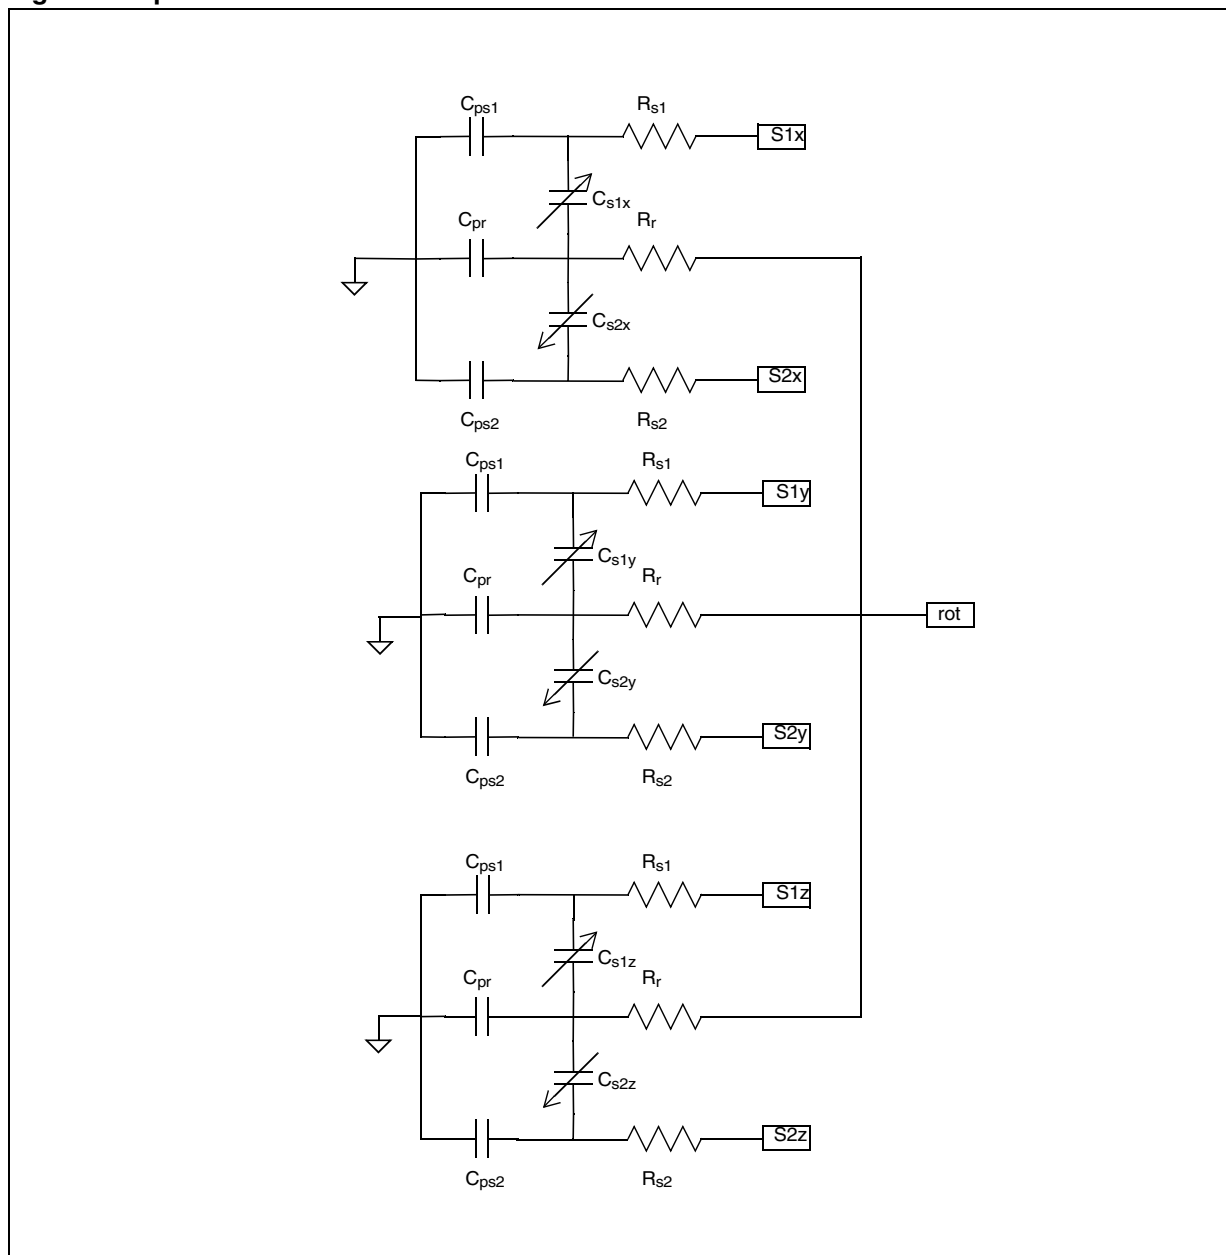 Cps1
Rs1
S1x
Cs1x
Cpr
Rr
Cs2x
S2x
Cps2
Rs2
Cps1
Rs1
S1y
Cs1y
Cpr
Rr
rot
Cs2y
S2y
Cps2
Rs2
Cps1
Rs1
S1z
Cs1z
Cpr
Rr
Cs2z
S2z
Cps2
Rs2